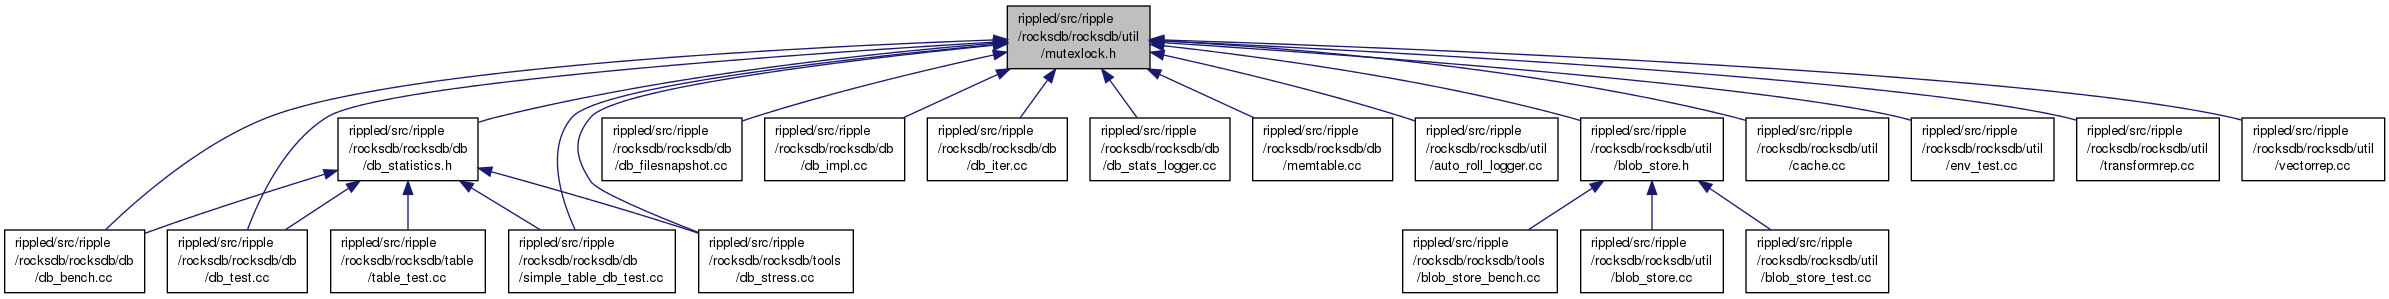 rippled/src/ripple
/rocksdb/rocksdb/util
/mutexlock.h
rippled/src/ripple
/rocksdb/rocksdb/db
/db_statistics.h
rippled/src/ripple
/rocksdb/rocksdb/db
/db_filesnapshot.cc
rippled/src/ripple
/rocksdb/rocksdb/db
/db_impl.cc
rippled/src/ripple
/rocksdb/rocksdb/db
/db_iter.cc
rippled/src/ripple
/rocksdb/rocksdb/db
/db_stats_logger.cc
rippled/src/ripple
/rocksdb/rocksdb/db
/memtable.cc
rippled/src/ripple
/rocksdb/rocksdb/util
/auto_roll_logger.cc
rippled/src/ripple
/rocksdb/rocksdb/util
/blob_store.h
rippled/src/ripple
/rocksdb/rocksdb/util
/cache.cc
rippled/src/ripple
/rocksdb/rocksdb/util
/env_test.cc
rippled/src/ripple
/rocksdb/rocksdb/util
/transformrep.cc
rippled/src/ripple
/rocksdb/rocksdb/util
/vectorrep.cc
rippled/src/ripple
/rocksdb/rocksdb/db
/db_bench.cc
rippled/src/ripple
/rocksdb/rocksdb/db
/db_test.cc
rippled/src/ripple
/rocksdb/rocksdb/table
/table_test.cc
rippled/src/ripple
/rocksdb/rocksdb/db
/simple_table_db_test.cc
rippled/src/ripple
/rocksdb/rocksdb/tools
/db_stress.cc
rippled/src/ripple
/rocksdb/rocksdb/tools
/blob_store_bench.cc
rippled/src/ripple
/rocksdb/rocksdb/util
/blob_store.cc
rippled/src/ripple
/rocksdb/rocksdb/util
/blob_store_test.cc